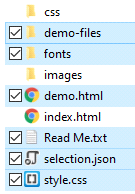 css
demo-files
fonts
images
demo.html
index.html
Read Me.txt
selection.json
style.css